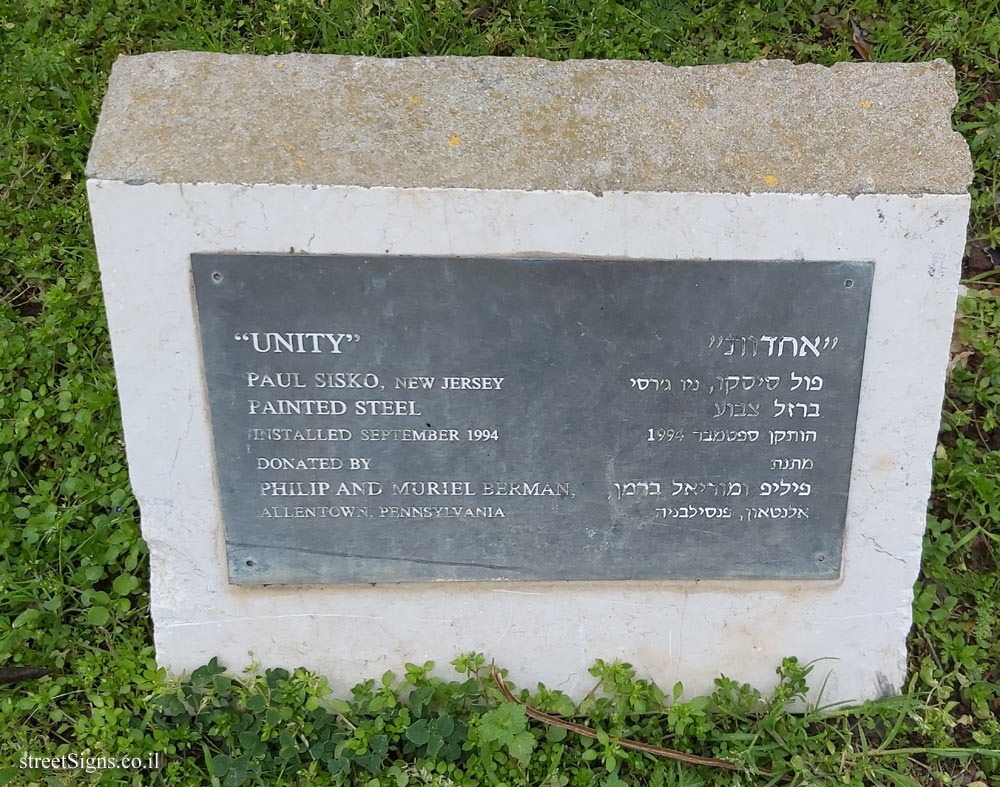 “UNITY”
PAUL SISKO, NEW JERSEY
PAINTED STEEL
INSTALLED SEPTEMBER 1994
DONATED BY
PHILIP AND MURIEL BERMAN,
ALLENTOWN, PENNSYLVANIA
”אחדות”
פול סיסקו, ניו ג'רסי
ברזל צבוע
הותקן ספטמבר 1994
מתנת
פיליפ ומוריאל ברמן,
אלנטאון, פנסילבניה
streetSigns.co.il